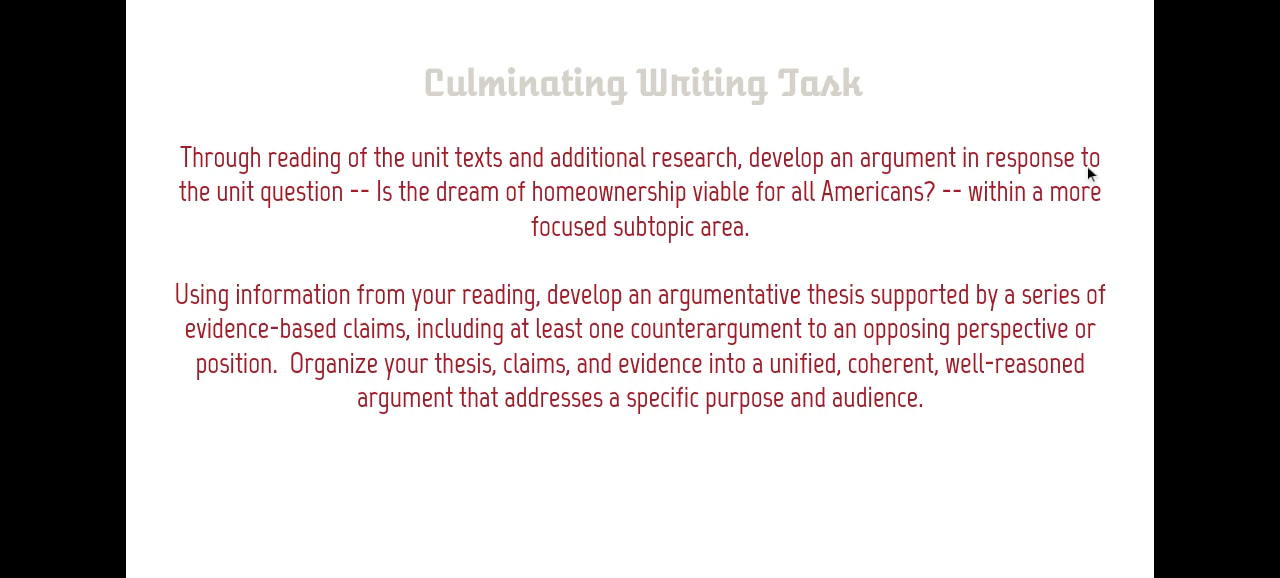 Culminating Writing Task
Through reading of the unit texts and additional research, develop an argument in response to
the unit question -- Is the dream of homeownership viable for all Americans? -- within a more
focused subtopic area.
Using information from your reading, develop an argumentative thesis supported by a series of
evidence-based claims, including at least one counterargument to an opposing perspective or
position.  Organize your thesis, claims, and evidence into a unified, coherent, well-reasoned
argument that addresses a specific purpose and audience.